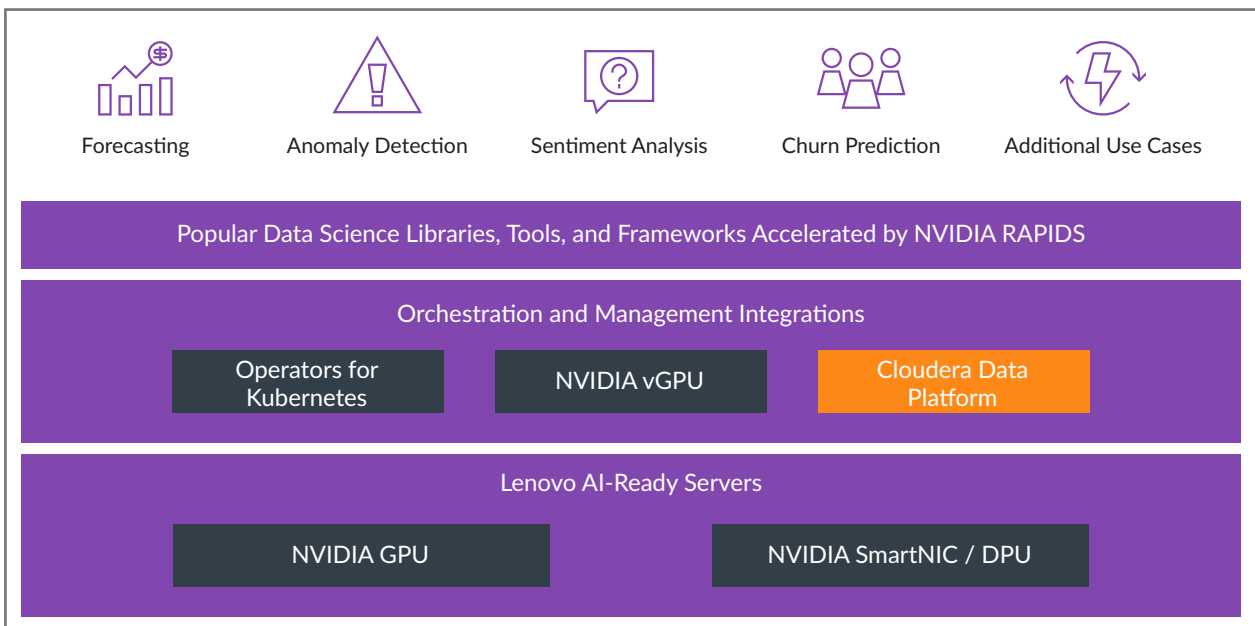 Forecasting
Anomaly Detection
Sentiment Analysis
Churn Prediction
Additional Use Cases
Popular Data Science Libraries, Tools, and Frameworks Accelerated by NVIDIA RAPIDS
Orchestration and Management Integrations
Operators for
Kubernetes
NVIDIA vGPU
Cloudera Data
Platform
Lenovo AI-Ready Servers
NVIDIA GPU
NVIDIA SmartNIC / DPU